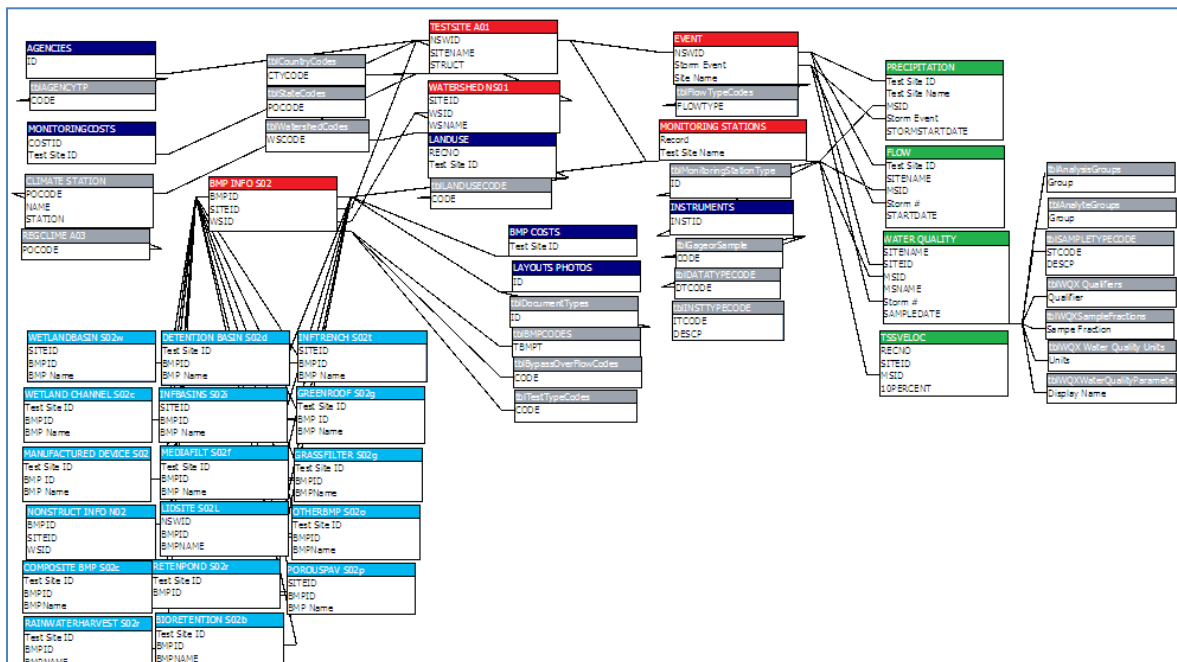 AGENCIES
ID
tblAGENCYTP
CODE
MONITORINGCOSTS
COSTID
Test Site ID
CLIMATE STATION
POCODE
NAME
STATION
REGCLIME A03
POCODE
tblCountryCodes
CTYCODE
tblStateCodes
POCODE
tblWatershedCodes
WSCODE
BMP INFO S02
BMPID
SITEID
WSID
TESTSITE A01
NSWID
SITENAME
STRUCT
WATERSHED NS01
SITEID
WSID
WSNAME
LANDUSE
RECNO
Test Site ID
tblLANDUSECODE
CODE
BMP COSTS
Test Site ID
LAYOUTS PHOTOS
ID
tblDocumentTypes
ID
tblBMPCODES
TBMPT
tblBypassOverFlowCodes
CODE
tblTestTypeCodes
CODE
EVENT
NSWID
Storm Event
Site Name
tblFlowTypeCodes
FLOWTYPE
MONITORING STATIONS
Record
Test Site Name
tblMonitoringStationType
ID
INSTRUMENTS
INSTID
tblGageorSample
CODE
tblDATATYPECODE
DTCODE
tblINSTTYPECODE
ITCODE
DESCP
PRECIPITATION
Test Site ID
Test Site Name
MSID
Storm Event
STORMSTARTDATE
FLOW
Test Site ID
SITENAME
MSID
Storm #
STARTDATE
WATER QUALITY
SITENAME
SITEID
MSID
MSNAME
Storm #
SAMPLEDATE
TSSVELOC
RECNO
SITEID
MSID
10PERCENT
tblAnalysisGroups
Group
tblAnalyteGroups
Group
tblSAMPLETYPECODE
STCODE
DESCP
tblWQX Qualifiers
Qualifier
tblWQXSampleFractions
Sampe Fraction
tblWQX Water Quality Units
Units
tblWQXWaterQualityParamete
Display Name
WETLANDBASIN S02w
SITEID
BMPID
BMP Name
DETENTION BASIN S02d
Test Site ID
BMPID
BMP Name
INFTRENCH S02t
SITEID
BMPID
BMP Name
WETLAND CHANNEL S02c
Test Site ID
BMPID
BMP Name
INFBASINS S02i
SITEID
BMPID
BMP Name
GREENROOF S02g
Test Site ID
BMP ID
BMP Name
MANUFACTURED DEVICE S02
Test Site ID
BMP ID
BMP Name
MEDIAFILT S02f
Test Site ID
BMPID
BMP Name
GRASSFILTER S02g
Test Site ID
BMPID
BMPName
NONSTRUCT INFO N02
BMPID
SITEID
WSID
LIDSITE S02L
NSWID
BMPID
BMPNAME
OTHERBMP S02o
Test Site ID
BMPID
BMPName
COMPOSITE BMP S02c
Test Site ID
BMPID
BMPName
RETENPOND S02r
Test Site ID
BMPID
POROUSPAV S02p
SITEID
BMPID
BMP Name
RAINWATERHARVEST S02r
Test Site ID
BMPID
BMPNAME
BIORETENTION S02b
Test Site ID
BMPID
BMPNAME